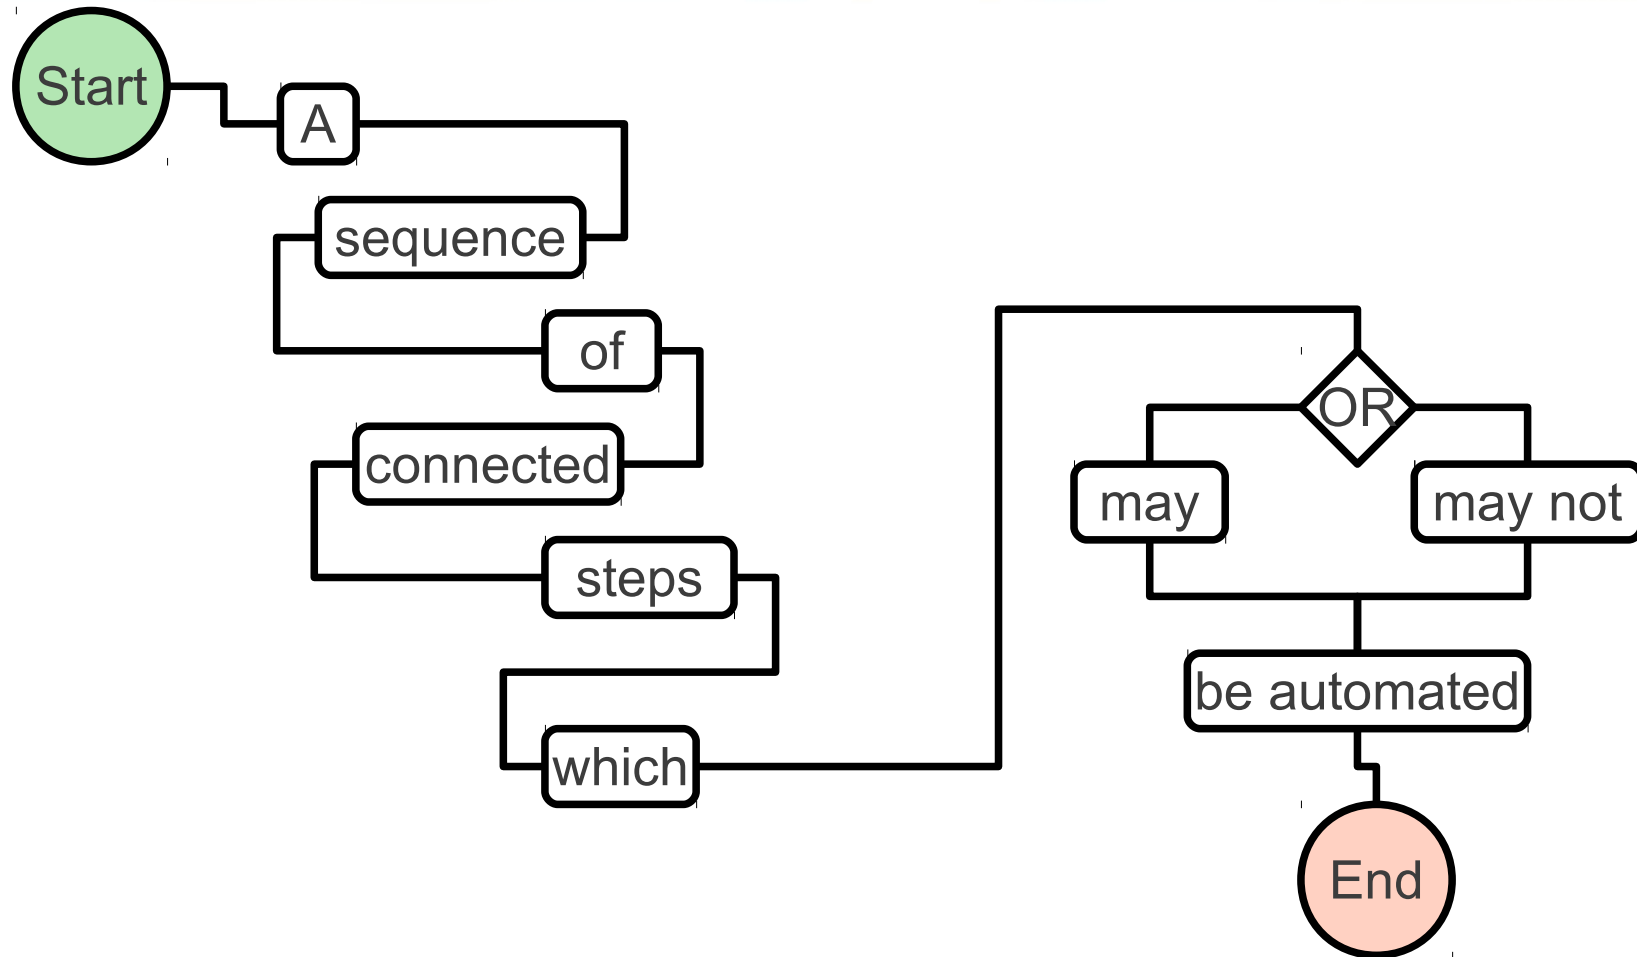 Start
A
sequence
of
connected
steps
which
OR
may
may not
be automated
End